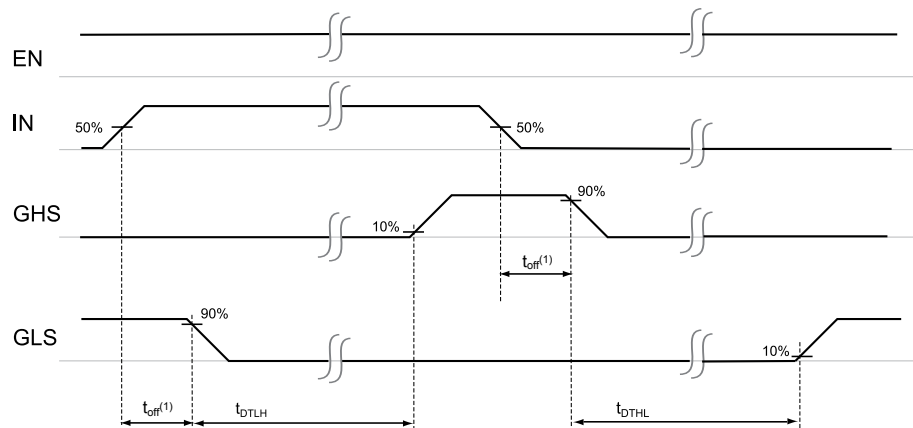 EN
IN
50%
50%
GHS
90%
10%
toff(1)
GLS
90%
10%
toff(1)
tDTLH
tDTHL